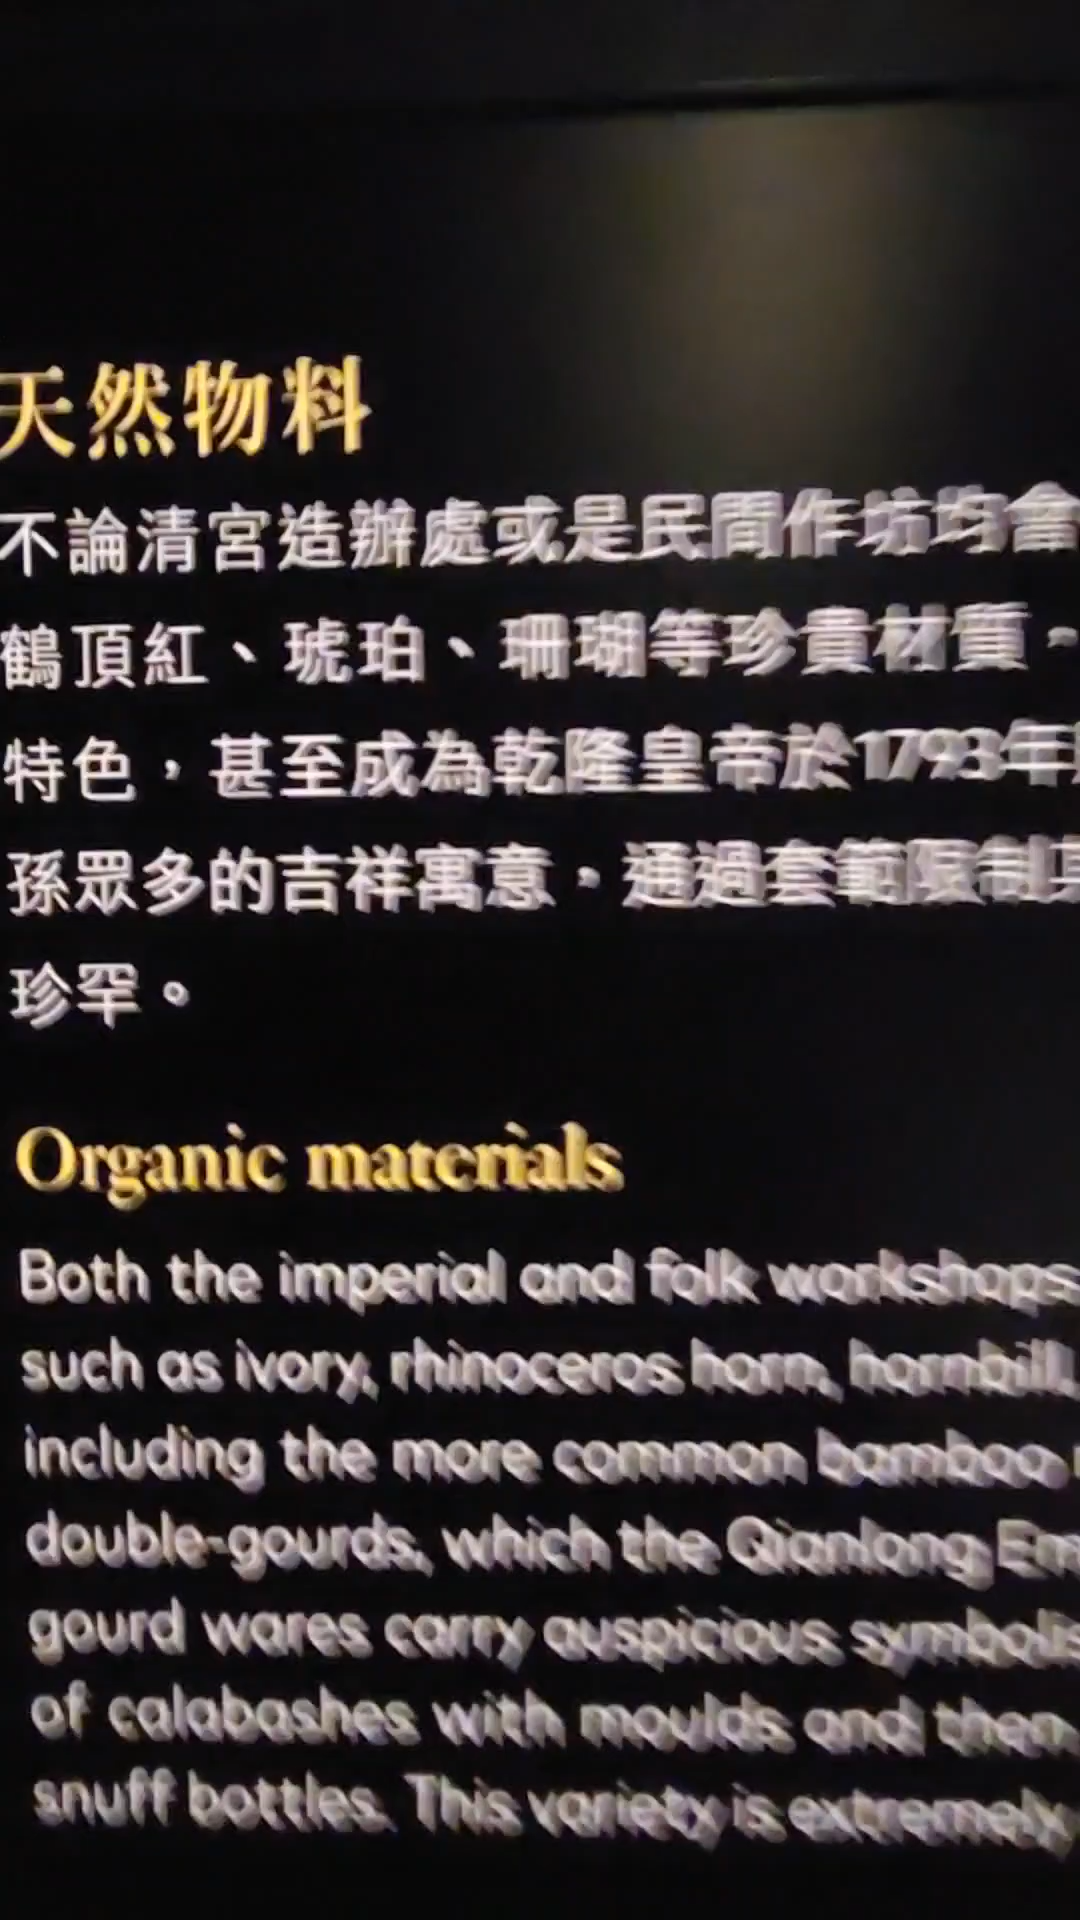 天然物料
不論清宮造辦處或是民間作坊均會
鶴頂紅、琥珀、珊瑚等珍貴材質，
特色，甚至成為乾隆皇帝於1793年
孫眾多的吉祥寓意，通過套範限制其
珍罕。
Organic materials
Both the imperial and folk workshops
such as ivory, rhinoceros horn, hornbill,
including the more common bamboo
double-gourds, which the Qianlong Em
gourd wares carry auspicious symbolis
of calabashes with moulds and then
snuff bottles. This variety is extremely